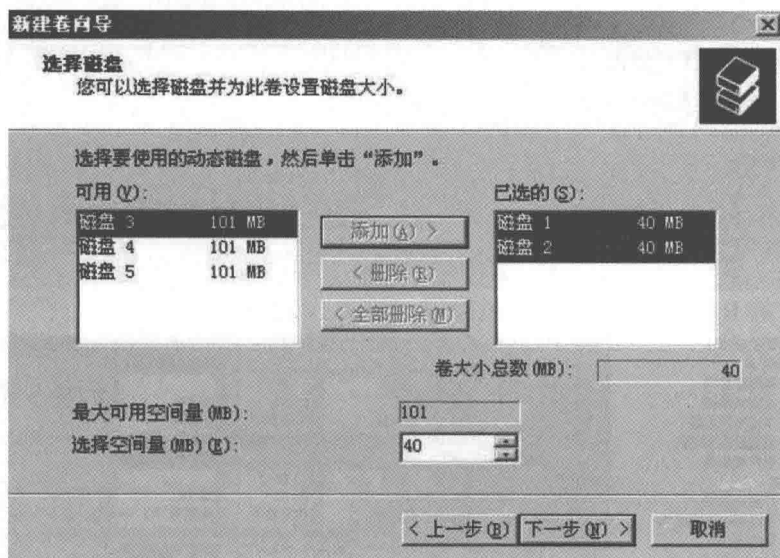 新建卷向导
选择磁盘
您可以选择磁盘并为此卷设置磁盘大小。
选择要使用的动态磁盘，然后单击“添加”。
可用(V):
已选的(S):
磁盘 3 101 MB
磁盘 4 101 MB
磁盘 5 101 MB
添加(A) >
< 删除(R)
< 全部删除(M)
磁盘 1 40 MB
磁盘 2 40 MB
卷大小总数(MB): 40
最大可用空间量(MB): 101
选择空间量(MB)(E): 40
< 上一步(B)
下一步(N) >
取消